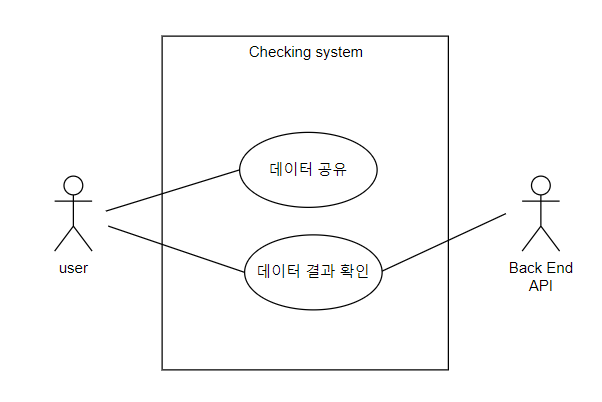 Checking system
데이터 공유
데이터 결과 확인
user
Back End
API